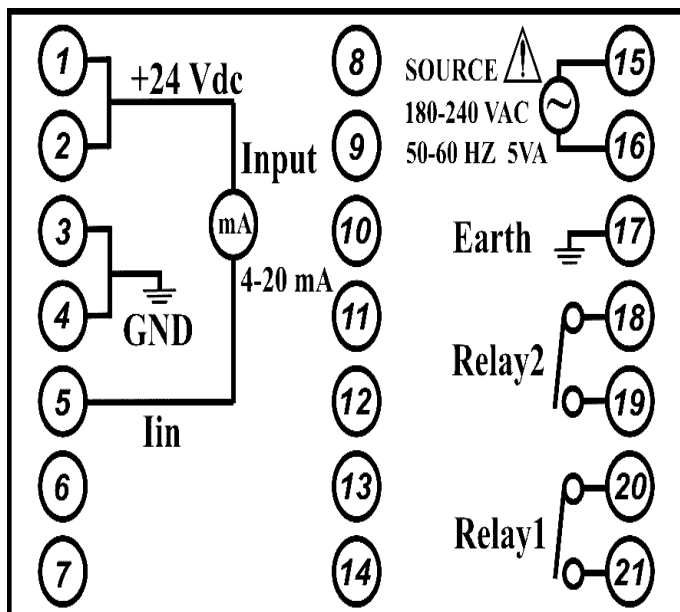 1
2
3
4
5
6
7
+24 Vdc
Input
mA
4-20 mA
GND
Iin
8
9
10
11
12
13
14
SOURCE
180-240 VAC
50-60 HZ 5VA
Earth
Relay2
Relay1
15
16
17
18
19
20
21